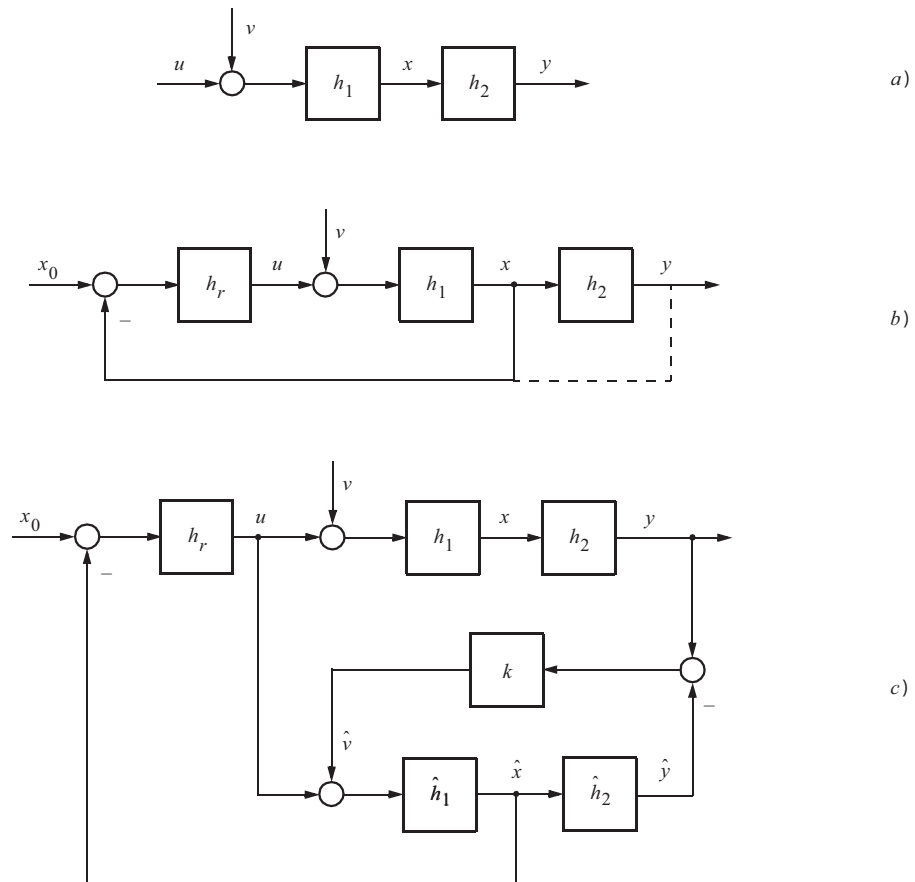 v
u
h1
x
h2
y
a)
v
x0
hr
u
h1
x
h2
y
–
b)
v
x0
hr
u
h1
x
h2
y
–
k
–
c)
v̂
ĥ1
x̂
ĥ2
ŷ